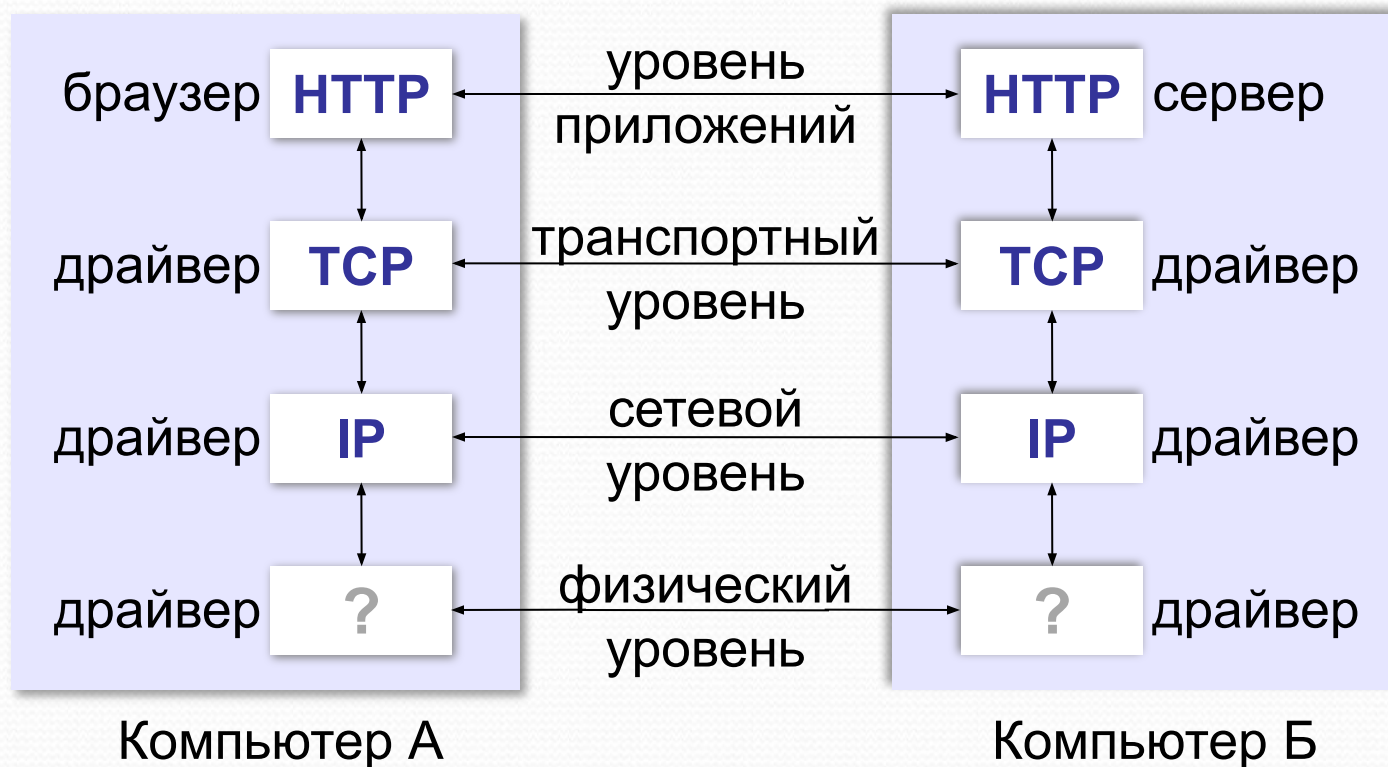 уровень
браузер HTTP HTTP сервер
приложений
транспортный
драйвер TCP TCP драйвер
уровень
сетевой
драйвер IP IP драйвер
уровень
физический
драйвер ? ? драйвер
уровень
Компьютер А Компьютер Б